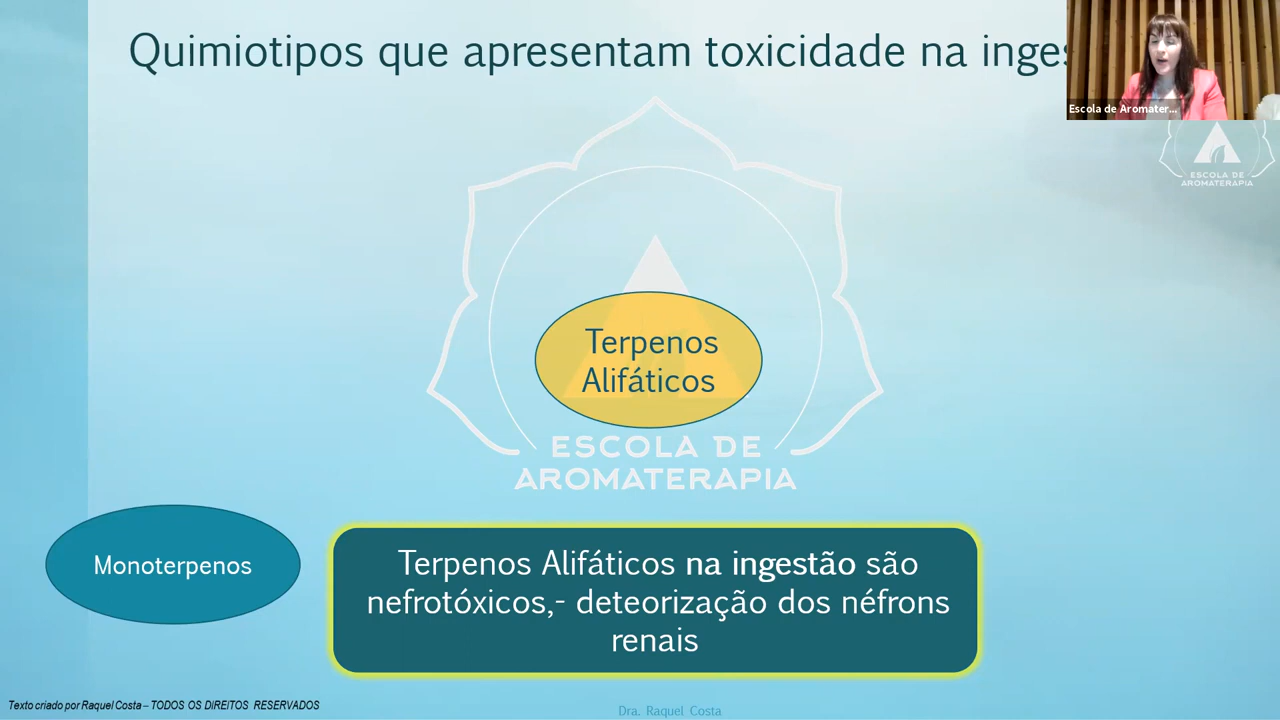 Quimiotipos que apresentam toxicidade na inges
Escola de Aromater...
ESCOLA DE
AROMATERAPIA
Terpenos
Alifáticos
ESCOLA DE
AROMATERAPIA
Monoterpenos
Terpenos Alifáticos na ingestão são
nefrotóxicos,- deteorização dos néfrons
renais
Texto criado por Raquel Costa – TODOS OS DIREITOS RESERVADOS
Dra. Raquel Costa